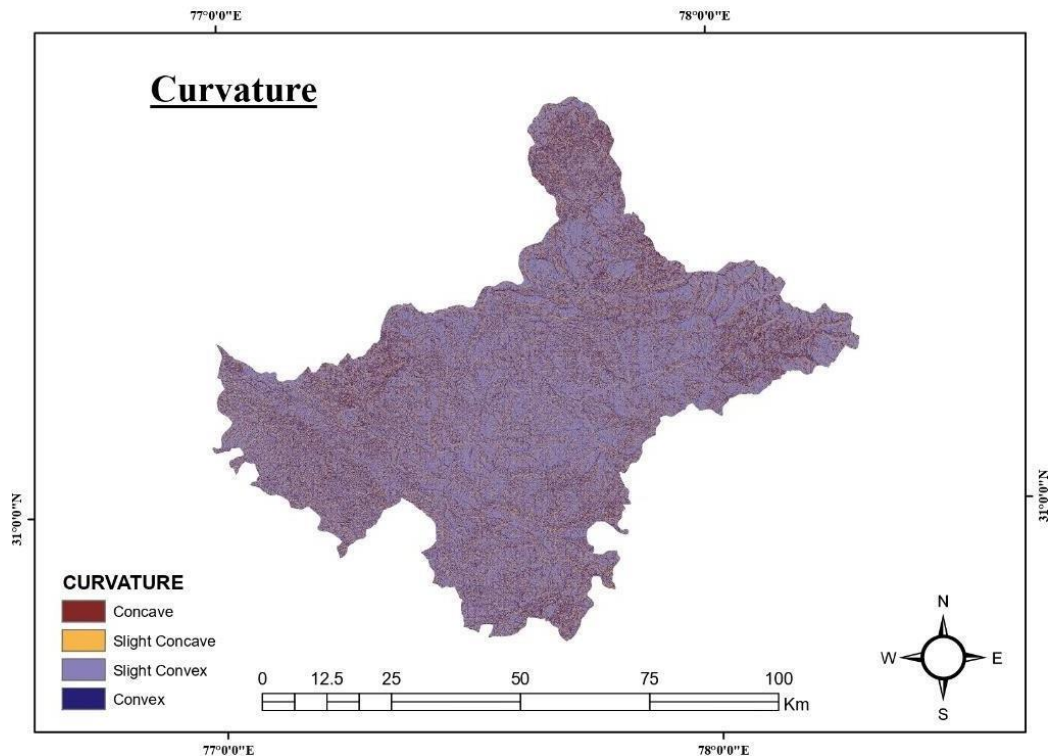 77°0'0"E 78°0'0"E
Curvature
31°0'0"N 31°0'0"N
CURVATURE
Concave
Slight Concave
Slight Convex
Convex
0 12.5 25 50 75 100
Km
N
W E
S
77°0'0"E 78°0'0"E